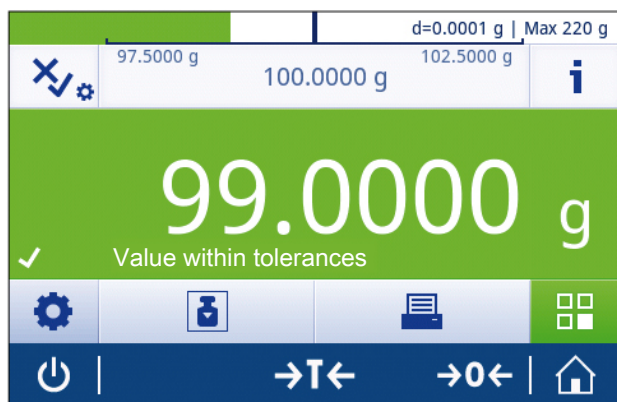 d=0.0001 g | Max 220 g
97.5000 g 100.0000 g 102.5000 g
i
99.0000 g
Value within tolerances
→T← →0←